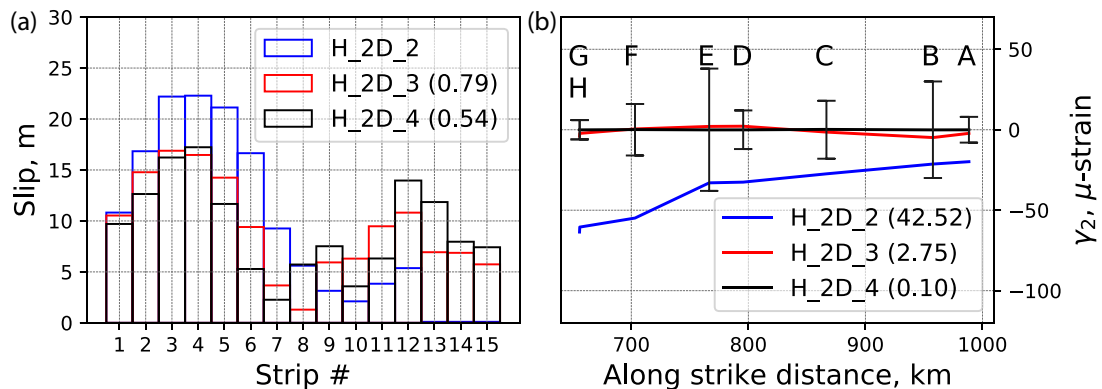 (a)
30
25
20
15
10
5
0
Slip, m
H_2D_2
H_2D_3 (0.79)
H_2D_4 (0.54)
1 2 3 4 5 6 7 8 9 10 11 12 13 14 15
Strip #
(b)
G F E D C B A
H
50
0
−50
−100
γ2, μ-strain
H_2D_2 (42.52)
H_2D_3 (2.75)
H_2D_4 (0.10)
700 800 900 1000
Along strike distance, km